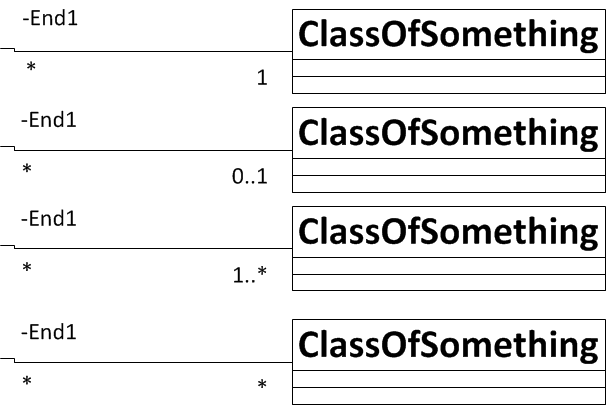 -End1
ClassOfSomething
* 1
-End1
ClassOfSomething
* 0..1
-End1
ClassOfSomething
* 1..*
-End1
ClassOfSomething
* *